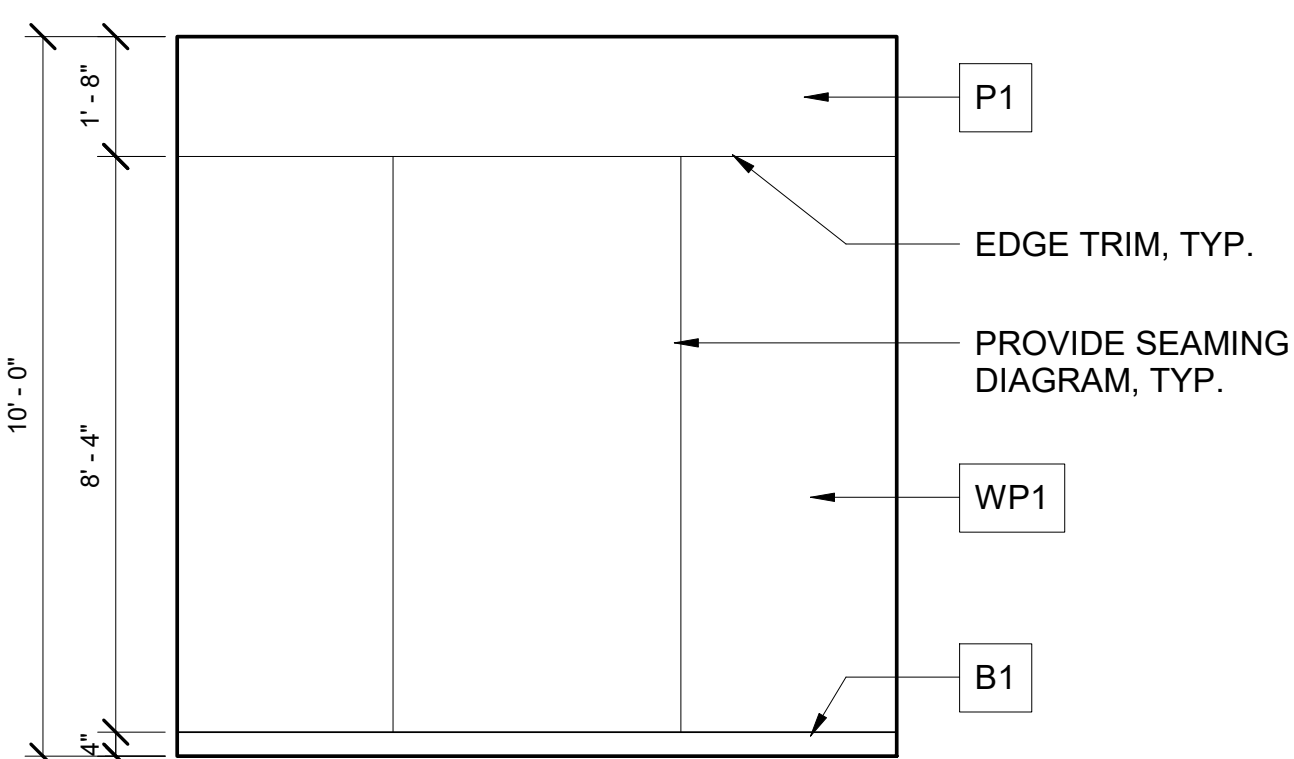 1' - 8"
P1
EDGE TRIM, TYP.
PROVIDE SEAMING
DIAGRAM, TYP.
10' - 0"
8' - 4"
WP1
B1
4"